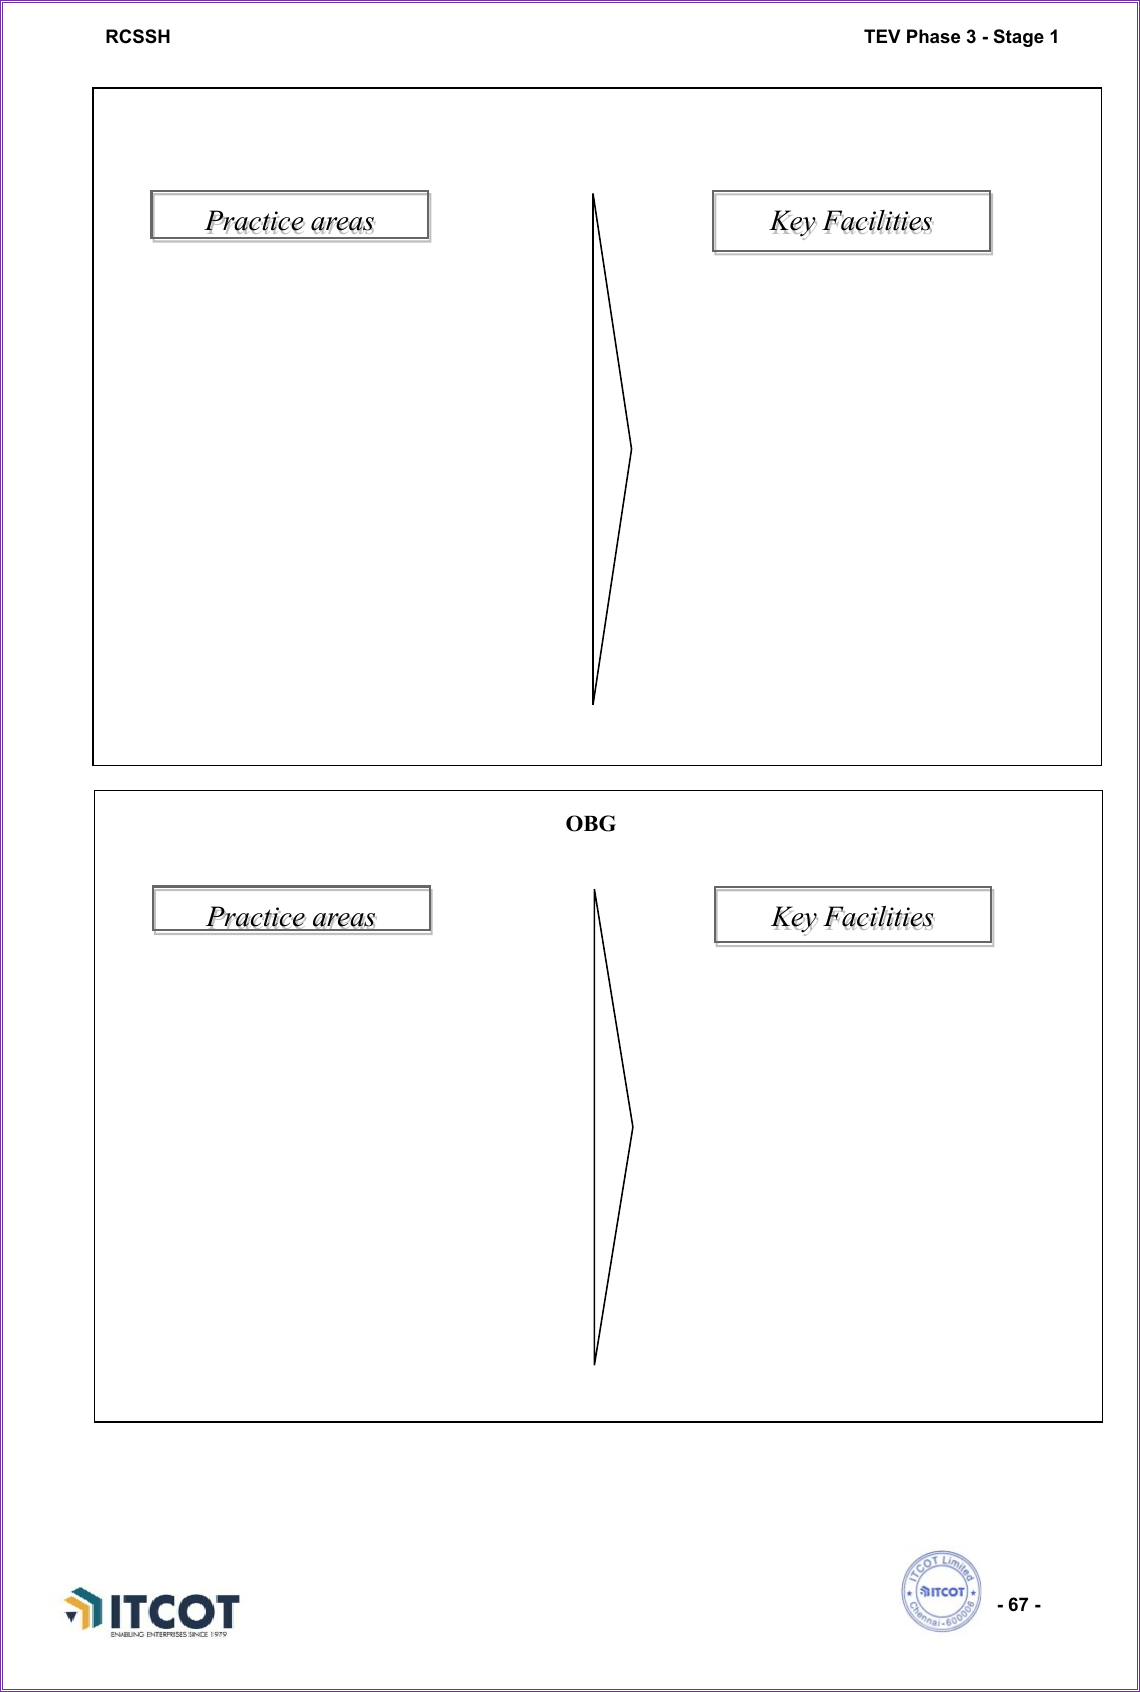 RCSSH TEV Phase 3 - Stage 1
Practice areas Key Facilities
OBG
Practice areas Key Facilities
ITCOT Limited
ITCOT
Chennai-600006
- 67 -
ITCOT
ENABLING ENTERPRISES SINCE 1979